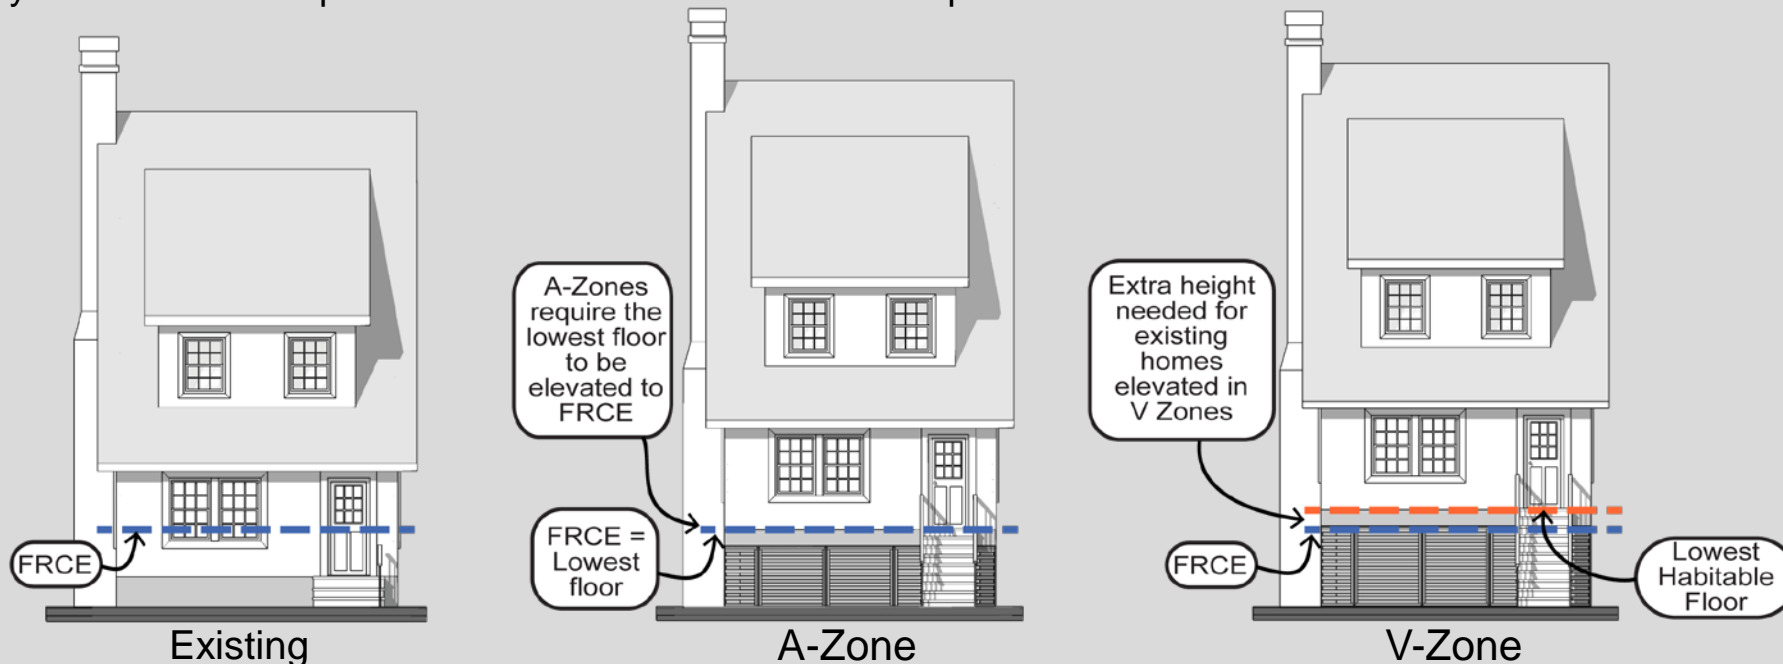 FRCE
Existing
A-Zones
require the
lowest floor
to be
elevated to
FRCE
FRCE =
Lowest
floor
A-Zone
Extra height
needed for
existing
homes
elevated in
V Zones
FRCE
Lowest
Habitable
Floor
V-Zone